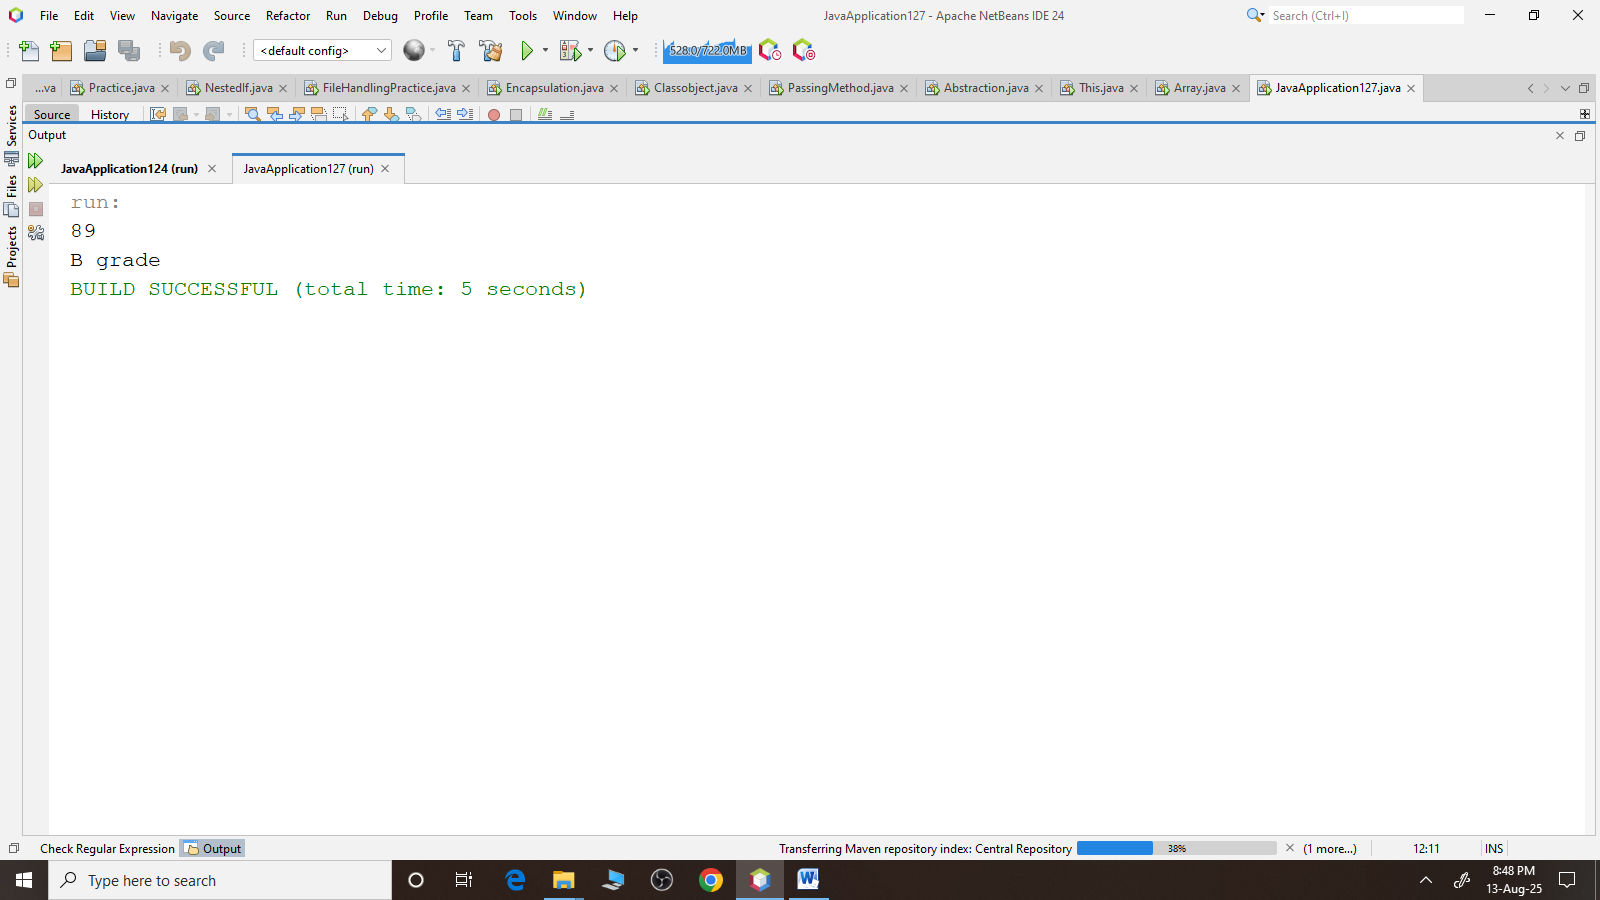 File Edit View Navigate Source Refactor Run Debug Profile Team Tools Window Help JavaApplication127 - Apache NetBeans IDE 24 Search (Ctrl+I)
<default config> 528.0/722.0MB
...va Practice.java NestedIf.java FileHandlingPractice.java Encapsulation.java Classobject.java PassingMethod.java Abstraction.java This.java Array.java JavaApplication127.java
Source History
Output
JavaApplication124 (run) JavaApplication127 (run)
Services
Files
Projects
run:
89
B grade
BUILD SUCCESSFUL (total time: 5 seconds)
Check Regular Expression Output Transferring Maven repository index: Central Repository 38% (1 more...) 12:11 INS
Type here to search
8:48 PM
13-Aug-25